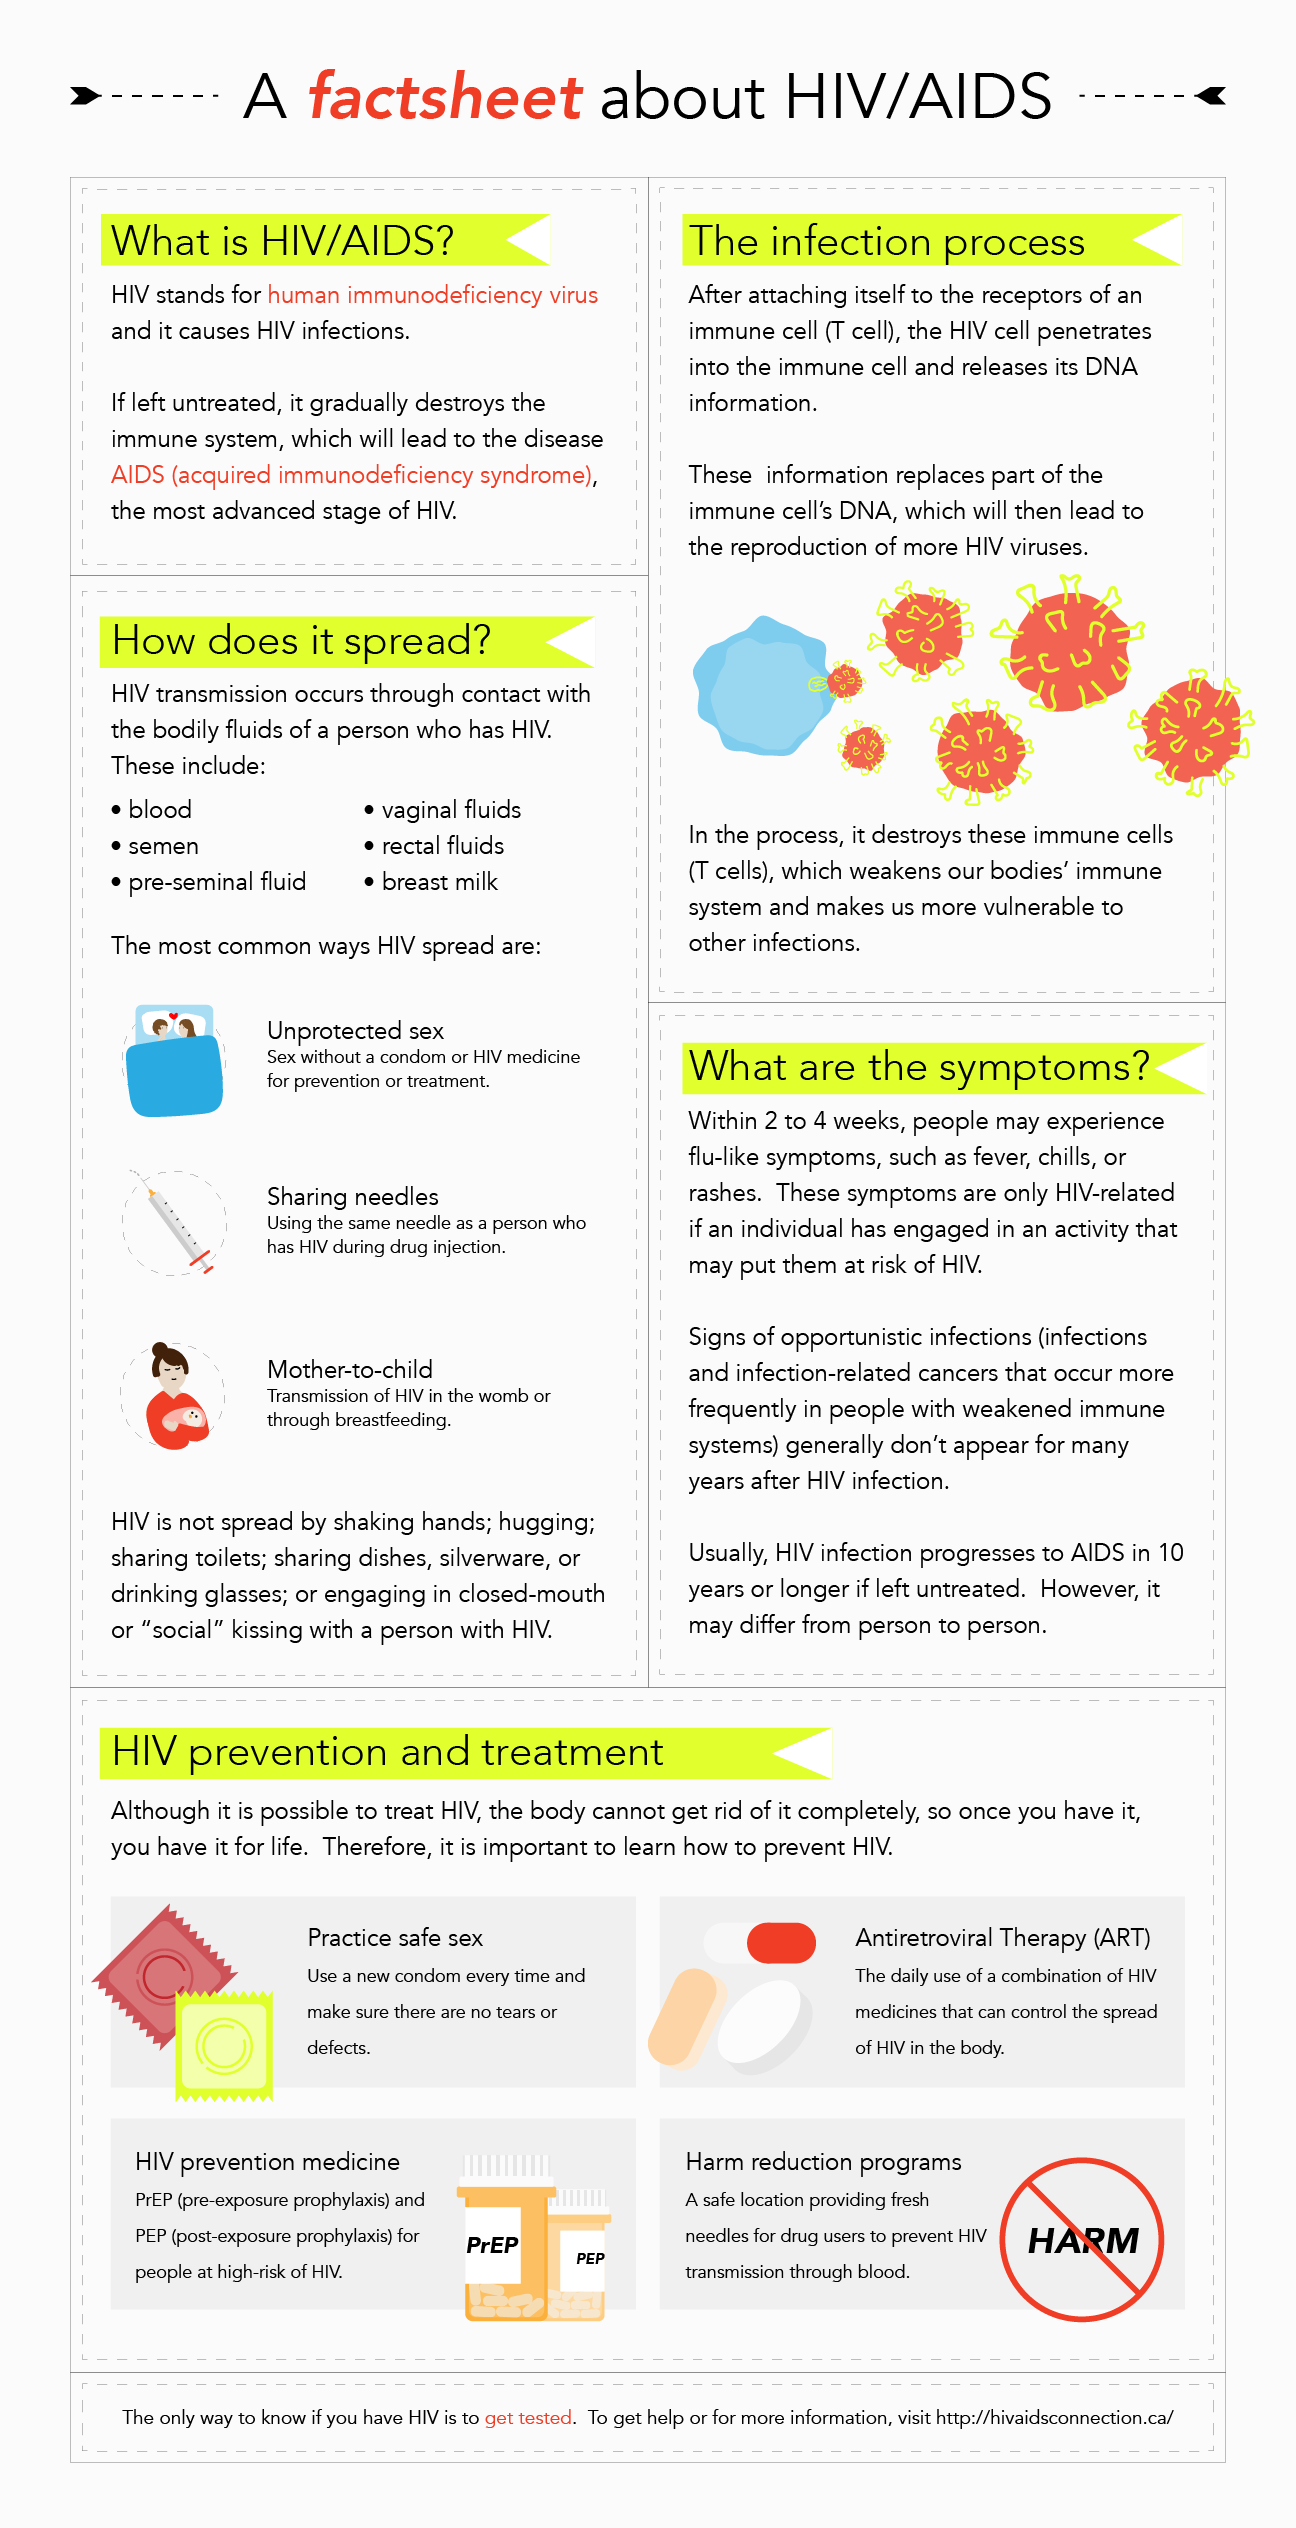 A factsheet about HIV/AIDS
What is HIV/AIDS?
HIV stands for human immunodeficiency virus
and it causes HIV infections.
If left untreated, it gradually destroys the
immune system, which will lead to the disease
AIDS (acquired immunodeficiency syndrome),
the most advanced stage of HIV.
How does it spread?
HIV transmission occurs through contact with
the bodily fluids of a person who has HIV.
These include:
• blood
• semen
• pre-seminal fluid
• vaginal fluids
• rectal fluids
• breast milk
The most common ways HIV spread are:
Unprotected sex
Sex without a condom or HIV medicine
for prevention or treatment.
Sharing needles
Using the same needle as a person who
has HIV during drug injection.
Mother-to-child
Transmission of HIV in the womb or
through breastfeeding.
HIV is not spread by shaking hands; hugging;
sharing toilets; sharing dishes, silverware, or
drinking glasses; or engaging in closed-mouth
or “social” kissing with a person with HIV.
The infection process
After attaching itself to the receptors of an
immune cell (T cell), the HIV cell penetrates
into the immune cell and releases its DNA
information.
These  information replaces part of the
immune cell’s DNA, which will then lead to
the reproduction of more HIV viruses.
In the process, it destroys these immune cells
(T cells), which weakens our bodies’ immune
system and makes us more vulnerable to
other infections.
What are the symptoms?
Within 2 to 4 weeks, people may experience
flu-like symptoms, such as fever, chills, or
rashes.  These symptoms are only HIV-related
if an individual has engaged in an activity that
may put them at risk of HIV.
Signs of opportunistic infections (infections
and infection-related cancers that occur more
frequently in people with weakened immune
systems) generally don’t appear for many
years after HIV infection.
Usually, HIV infection progresses to AIDS in 10
years or longer if left untreated.  However, it
may differ from person to person.
HIV prevention and treatment
Although it is possible to treat HIV, the body cannot get rid of it completely, so once you have it,
you have it for life.  Therefore, it is important to learn how to prevent HIV.
Practice safe sex
Use a new condom every time and
make sure there are no tears or
defects.
Antiretroviral Therapy (ART)
The daily use of a combination of HIV
medicines that can control the spread
of HIV in the body.
HIV prevention medicine
PrEP (pre-exposure prophylaxis) and
PEP (post-exposure prophylaxis) for
people at high-risk of HIV.
PrEP
PEP
Harm reduction programs
A safe location providing fresh
needles for drug users to prevent HIV
transmission through blood.
HARM
The only way to know if you have HIV is to get tested.  To get help or for more information, visit http://hivaidsconnection.ca/